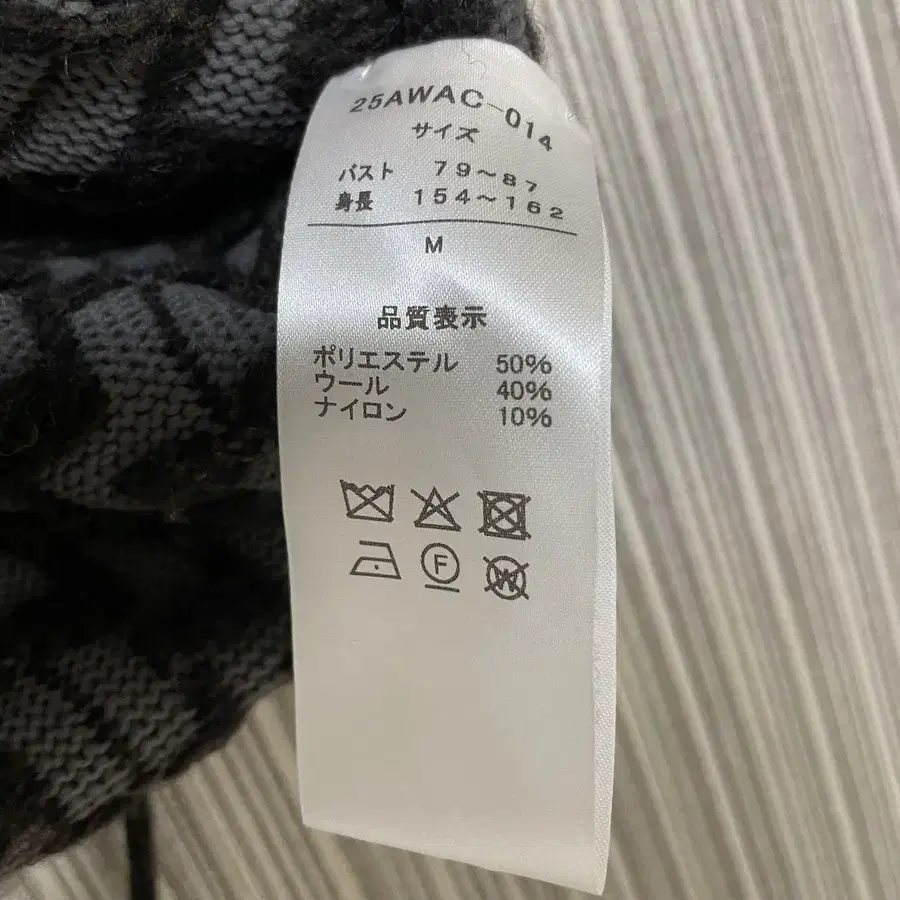 25AWAC-014
サイズ
バスト 79～87
身長 154～162
M
品質表示
ポリエステル 50%
ウール 40%
ナイロン 10%
F
W